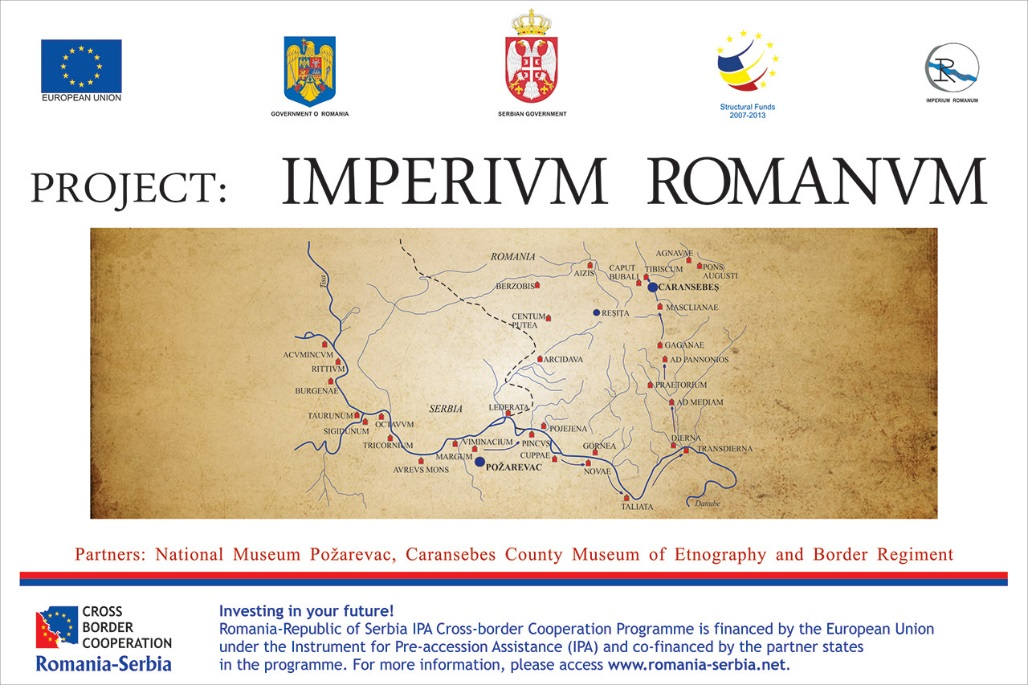 EUROPEAN UNION
GOVERNMENT O ROMANIA
SERBIAN GOVERNMENT
Structural Funds
2007-2013
R
IMPERIUM ROMANUM
PROJECT: IMPERIVM ROMANVM
ROMANIA
AGNAVAE
PONS
AUGUSTI
CAPUT
BUBALI
TIBISCUM
AIZIS
CARANSEBEŞ
BERZOBIS
Tisa
MASCLIANAE
CENTUM
PUTEA
REŞIŢA
GAGANAE
ACVMINCVM
RITTIVM
ARCIDAVA
AD PANNONIOS
BURGENAE
PRAETORIUM
AD MEDIAM
SERBIA
LEDERATA
TAURUNUM
OCTAVVM
SIGIDUNUM
POJEJENA
TRICORNIUM
VIMINACIUM
PINCVS
GORNEA
DIERNA
TRANSDIERNA
MARGUM
CUPPAE
AVREVS MONS
POŽAREVAC
NOVAE
TALIATA
Danube
Partners: National Museum Požarevac, Caransebes County Museum of Etnography and Border Regiment
CROSS
BORDER
COOPERATION
Romania-Serbia
Investing in your future!
Romania-Republic of Serbia IPA Cross-border Cooperation Programme is financed by the European Union
under the Instrument for Pre-accession Assistance (IPA) and co-financed by the partner states
in the programme. For more information, please access www.romania-serbia.net.